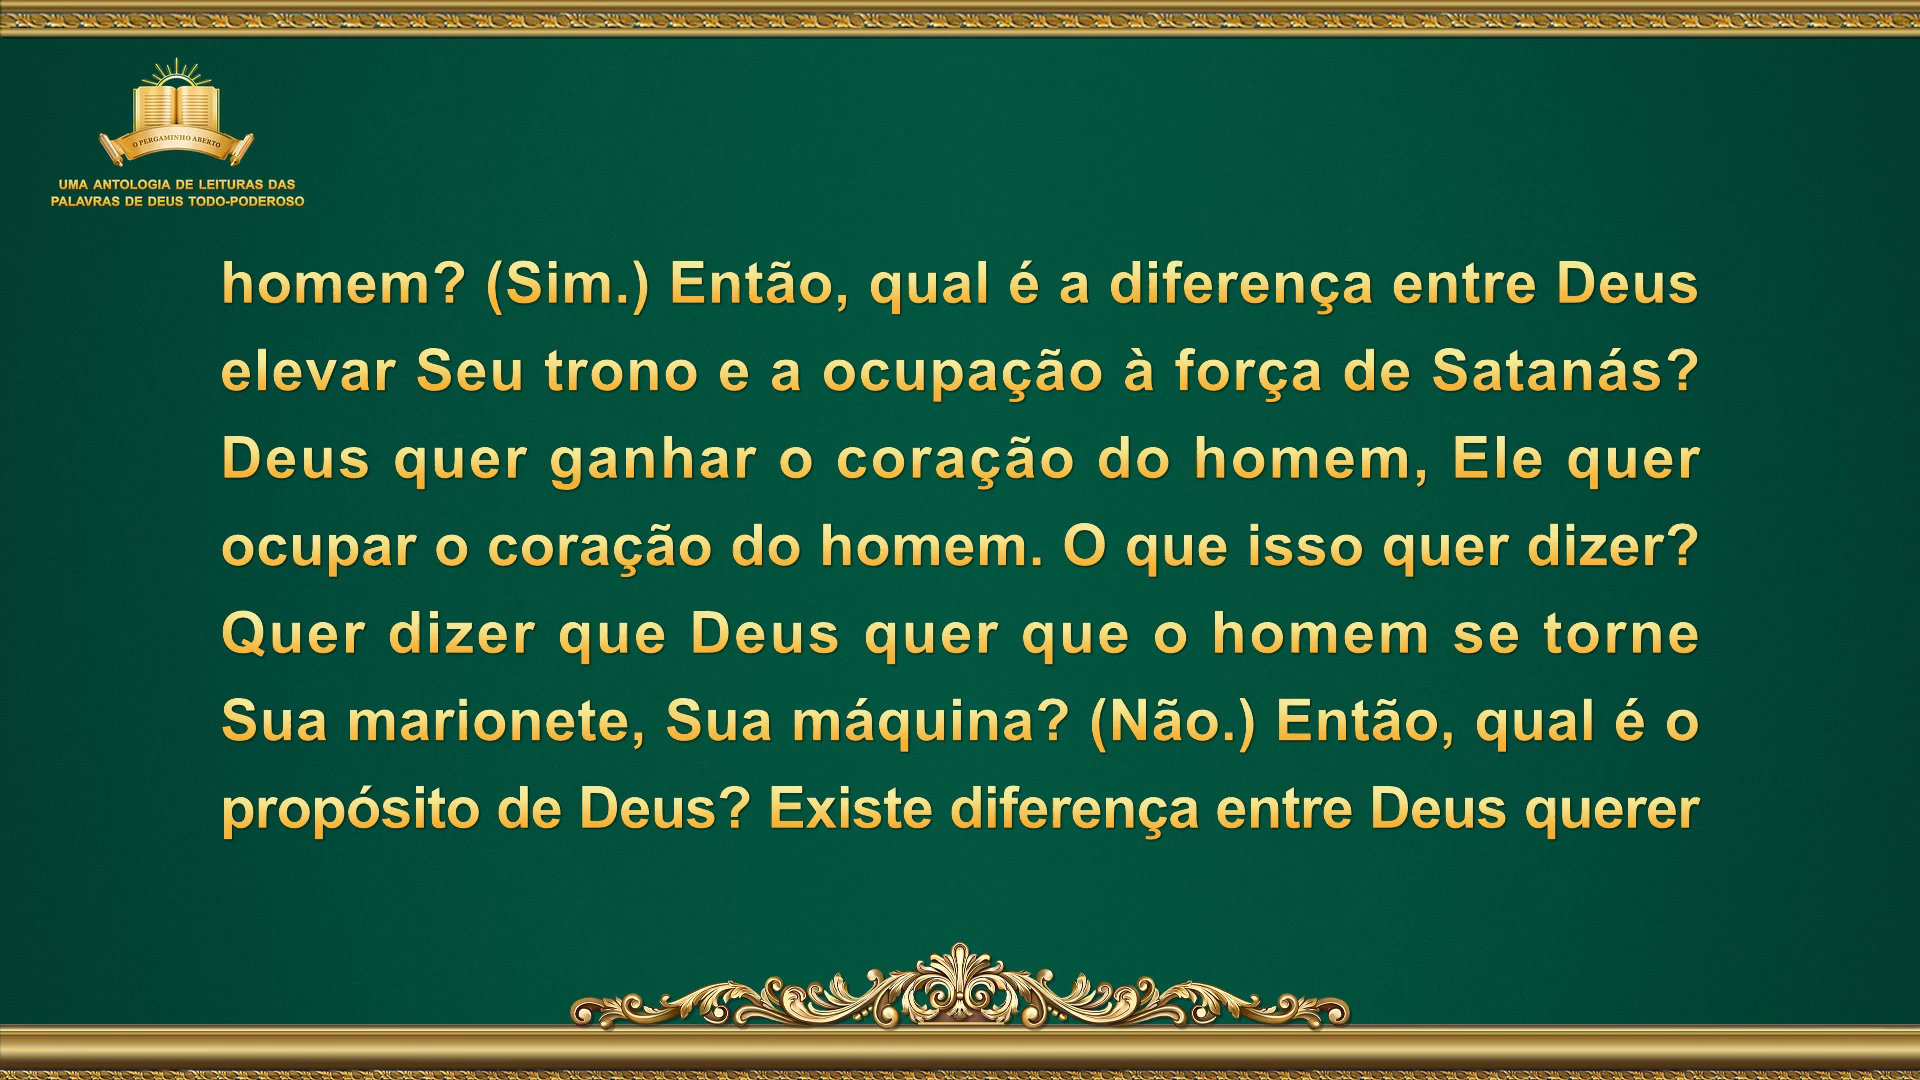 O PERGAMINHO ABERTO
UMA ANTOLOGIA DE LEITURAS DAS
PALAVRAS DE DEUS TODO-PODEROSO
homem? (Sim.) Então, qual é a diferença entre Deus
elevar Seu trono e a ocupação à força de Satanás?
Deus quer ganhar o coração do homem, Ele quer
ocupar o coração do homem. O que isso quer dizer?
Quer dizer que Deus quer que o homem se torne
Sua marionete, Sua máquina? (Não.) Então, qual é o
propósito de Deus? Existe diferença entre Deus querer